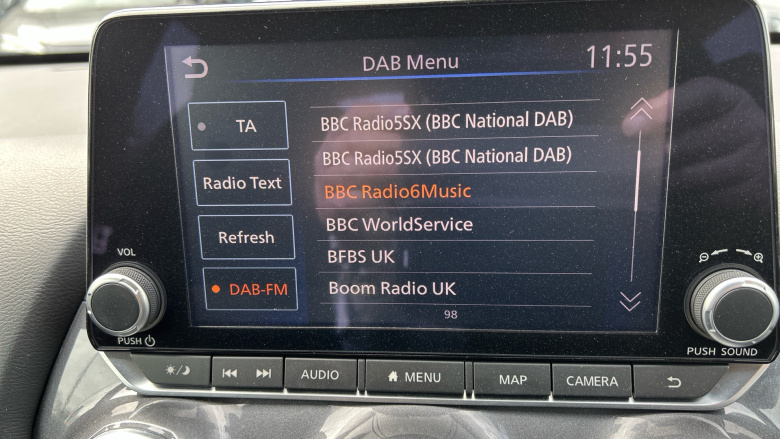 DAB Menu
11:55
TA
Radio Text
Refresh
DAB-FM
BBC Radio5SX (BBC National DAB)
BBC Radio5SX (BBC National DAB)
BBC Radio6Music
BBC WorldService
BFBS UK
Boom Radio UK
98
VOL
PUSH
PUSH SOUND
AUDIO
MENU
MAP
CAMERA